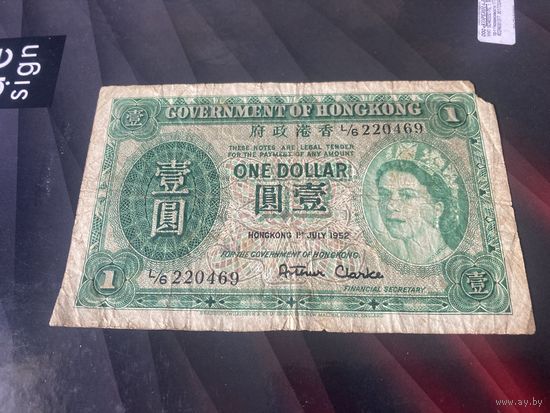 sign
1
GOVERNMENT OF HONGKONG
壹
府政港香
L/6 220469
THESE NOTES ARE LEGAL TENDER
FOR THE PAYMENT OF ANY AMOUNT
ONE DOLLAR
壹圓
圓壹
HONGKONG 1ST JULY 1952
FOR THE GOVERNMENT OF HONGKONG
L/6 220469
Arthur Clarke
1
壹
FINANCIAL SECRETARY.
www.ay.by